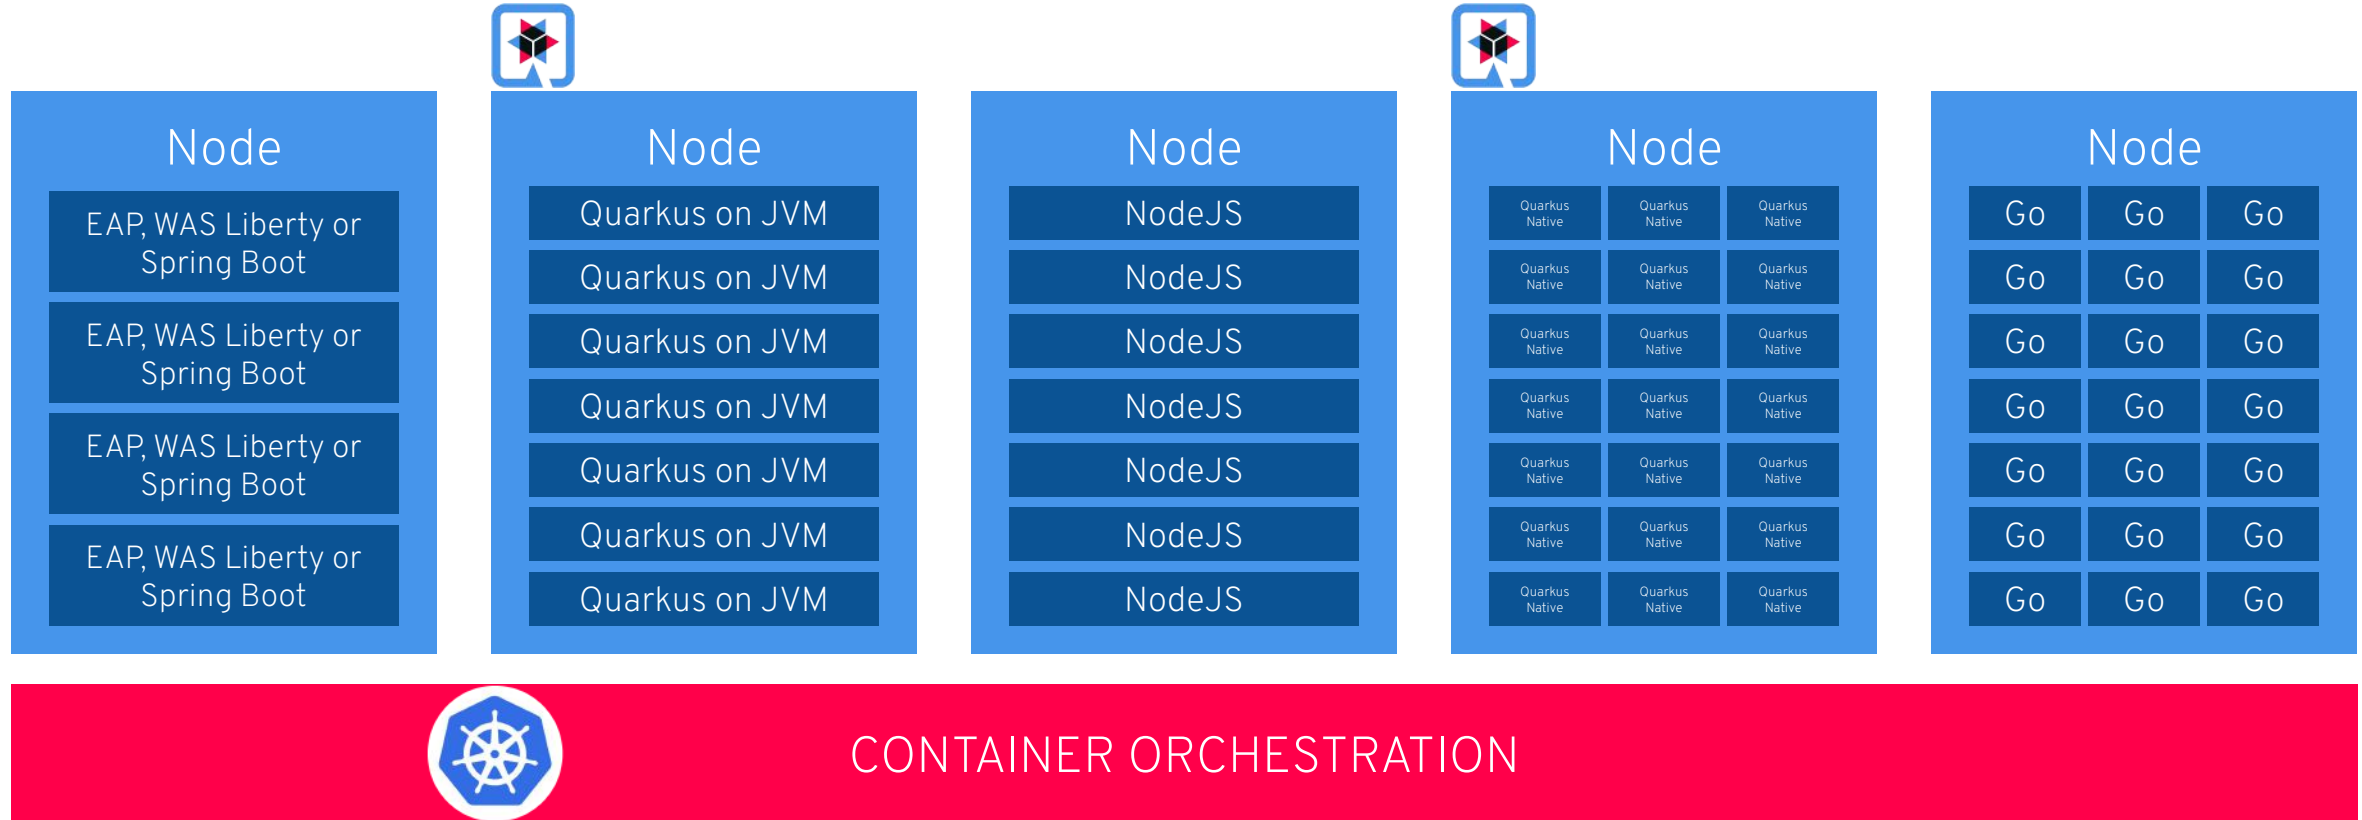 Node
EAP, WAS Liberty or
Spring Boot
EAP, WAS Liberty or
Spring Boot
EAP, WAS Liberty or
Spring Boot
EAP, WAS Liberty or
Spring Boot
Node
Quarkus on JVM
Quarkus on JVM
Quarkus on JVM
Quarkus on JVM
Quarkus on JVM
Quarkus on JVM
Quarkus on JVM
Node
NodeJS
NodeJS
NodeJS
NodeJS
NodeJS
NodeJS
NodeJS
Node
Quarkus Quarkus Quarkus
Native Native Native
Quarkus Quarkus Quarkus
Native Native Native
Quarkus Quarkus Quarkus
Native Native Native
Quarkus Quarkus Quarkus
Native Native Native
Quarkus Quarkus Quarkus
Native Native Native
Quarkus Quarkus Quarkus
Native Native Native
Quarkus Quarkus Quarkus
Native Native Native
Node
Go Go Go
Go Go Go
Go Go Go
Go Go Go
Go Go Go
Go Go Go
Go Go Go
CONTAINER ORCHESTRATION